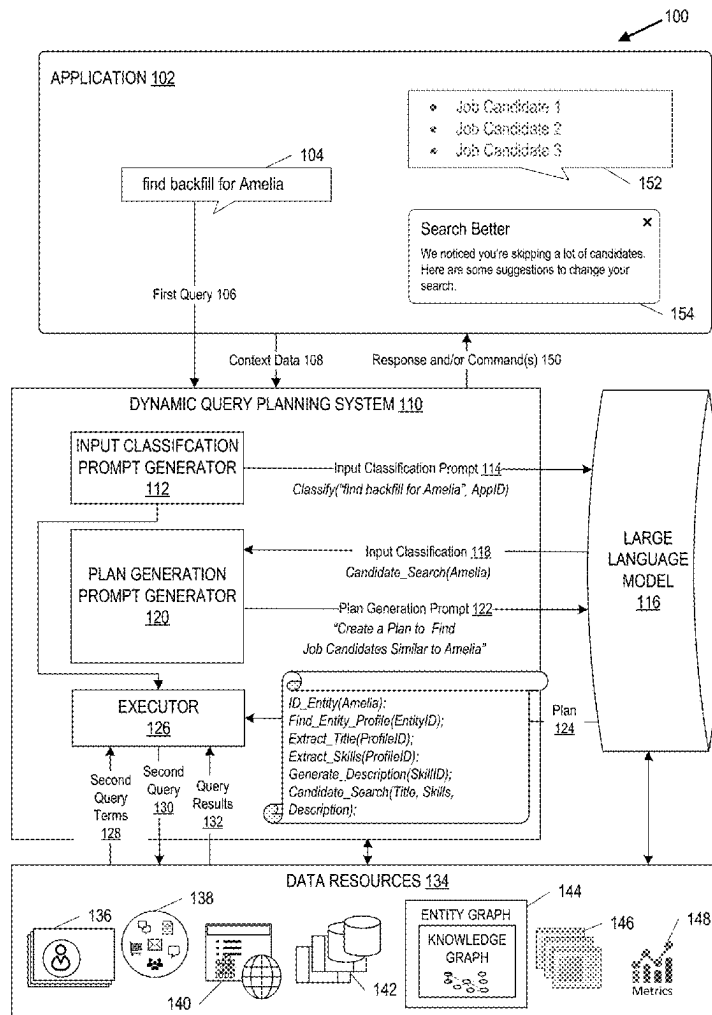 100
APPLICATION 102
Job Candidate 1
Job Candidate 2
Job Candidate 3
104
152
find backfill for Amelia
Search Better
We noticed you're skipping a lot of candidates.
Here are some suggestions to change your
search.
154
First Query 106
Context Data 108
Response and/or Command(s) 150
DYNAMIC QUERY PLANNING SYSTEM 110
INPUT CLASSIFCATION
PROMPT GENERATOR
112
Input Classification Prompt 114
Classify("find backfill for Amelia", AppID)
LARGE
LANGUAGE
MODEL
116
PLAN GENERATION
PROMPT GENERATOR
120
Input Classification 118
Candidate_Search(Amelia)
Plan Generation Prompt 122
"Create a Plan to Find
Job Candidates Similar to Amelia"
EXECUTOR
126
ID_Entity(Amelia);
Find_Entity_Profile(EntityID);
Extract_Title(ProfileID);
Extract_Skills(ProfileID);
Generate_Description(SkillID);
Candidate_Search(Title, Skills,
Description);
Plan
124
Second
Query
Terms
128
Second
Query
130
Query
Results
132
DATA RESOURCES 134
136
138
140
142
144
ENTITY GRAPH
KNOWLEDGE
GRAPH
146
148
Metrics